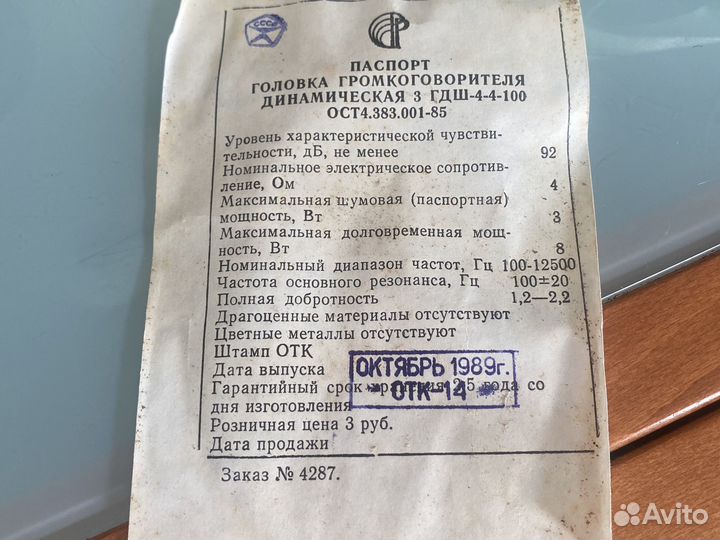 СССР
ПАСПОРТ
ГОЛОВКА ГРОМКОГОВОРИТЕЛЯ
ДИНАМИЧЕСКАЯ 3 ГДШ-4-4-100
ОСТ4.383.001-85
Уровень характеристической чувстви-
тельности, дБ, не менее 92
Номинальное электрическое сопротив-
ление, Ом 4
Максимальная шумовая (паспортная)
мощность, Вт 3
Максимальная долговременная мощ-
ность, Вт 8
Номинальный диапазон частот, Гц 100-12500
Частота основного резонанса, Гц 100±20
Полная добротность 1,2—2,2
Драгоценные материалы отсутствуют
Цветные металлы отсутствуют
Штамп ОТК
ОКТЯБРЬ 1989г.
Дата выпуска
Гарантийный срок хранения 2,5 года со
ОТК-14
дня изготовления
Розничная цена 3 руб.
Дата продажи
Заказ № 4287.
Avito